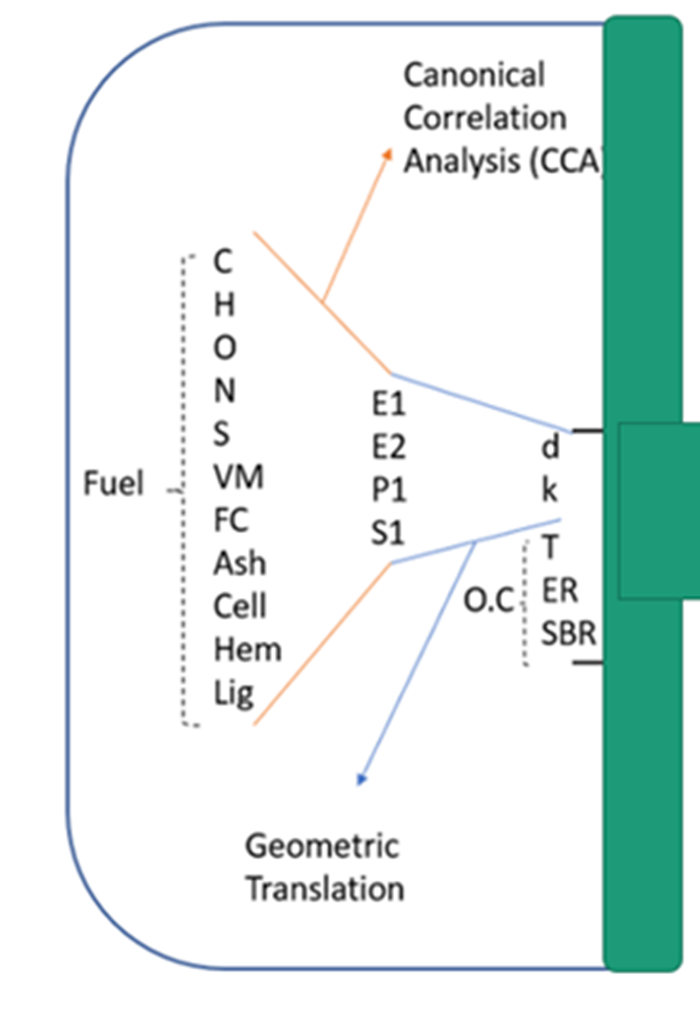 Canonical
Correlation
Analysis (CCA)
Fuel
C
H
O
N
S
VM
FC
Ash
Cell
Hem
Lig
E1
E2
P1
S1
d
k
O.C
T
ER
SBR
Geometric
Translation